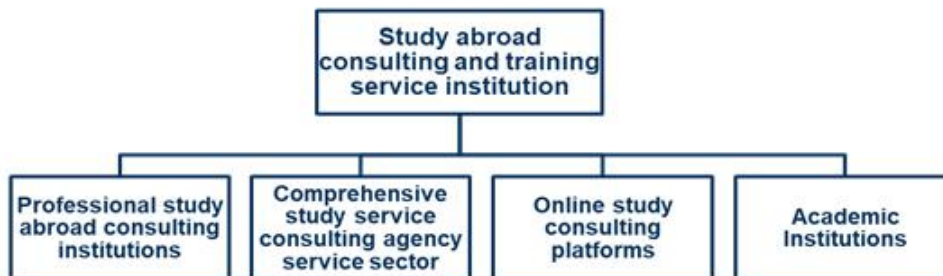 Study abroad
consulting and training
service institution
Professional study
abroad consulting
institutions
Comprehensive
study service
consulting agency
service sector
Online study
consulting
platforms
Academic
Institutions